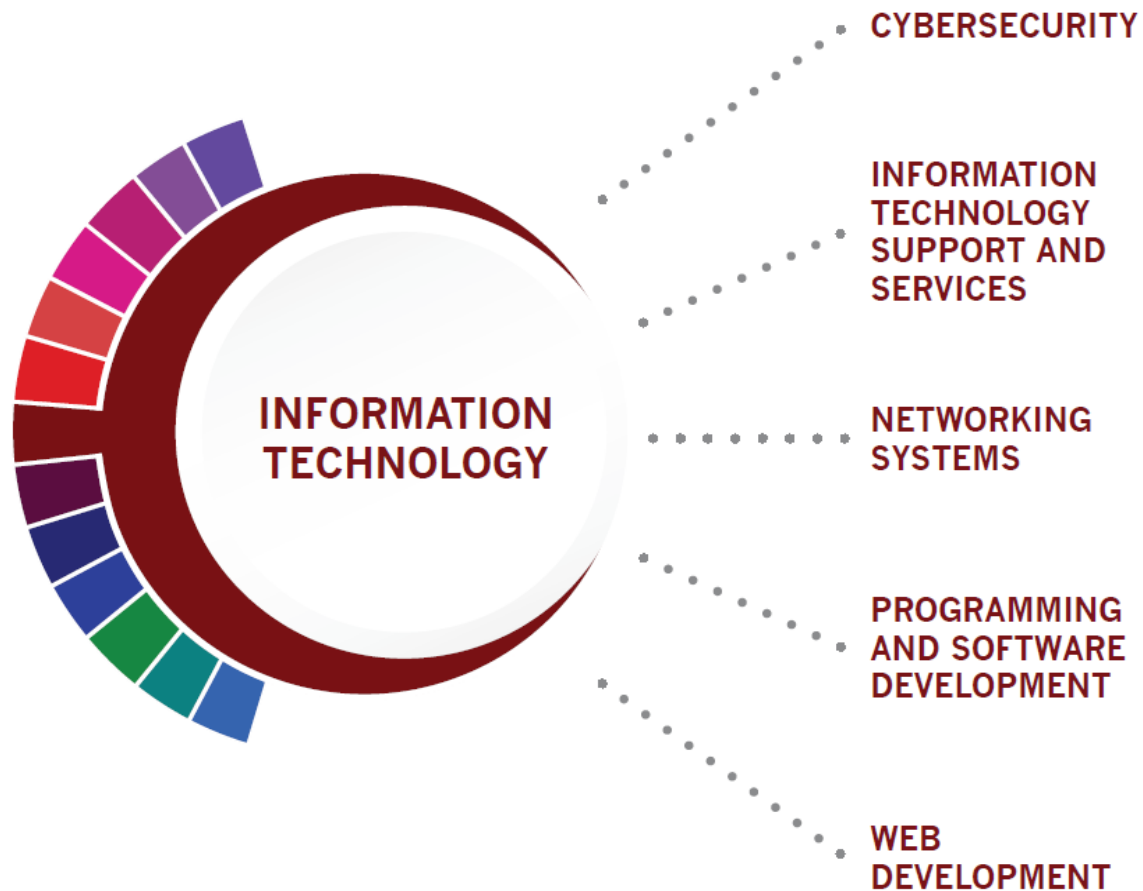 INFORMATION
TECHNOLOGY
CYBERSECURITY
INFORMATION
TECHNOLOGY
SUPPORT AND
SERVICES
NETWORKING
SYSTEMS
PROGRAMMING
AND SOFTWARE
DEVELOPMENT
WEB
DEVELOPMENT